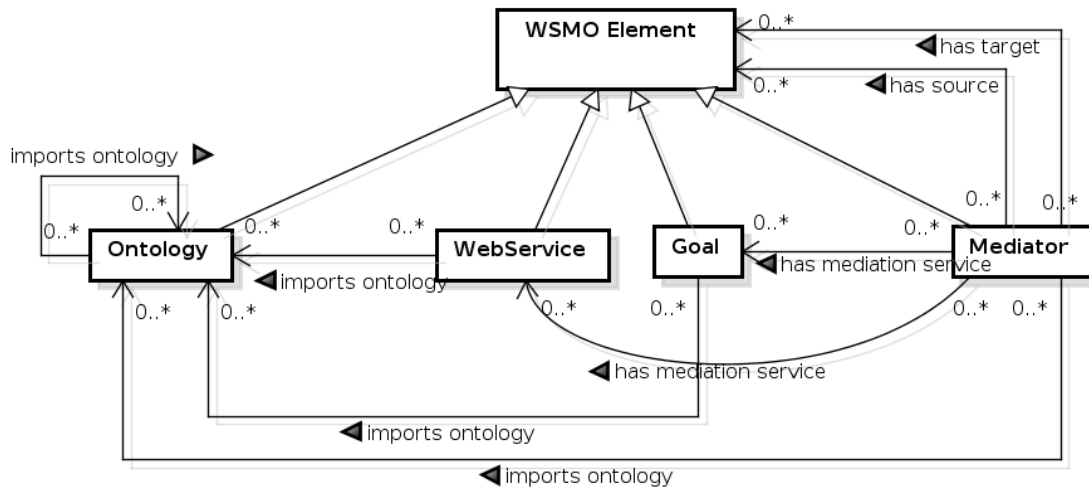 WSMO Element
0..*
has target
0..*
has source
imports ontology
0..*
0..*
Ontology
0..*
imports ontology
0..*
WebService
0..*
Goal
0..*
has mediation service
0..*
0..*
Mediator
0..*
0..*
0..*
0..*
0..*
0..*
0..*
has mediation service
imports ontology
imports ontology